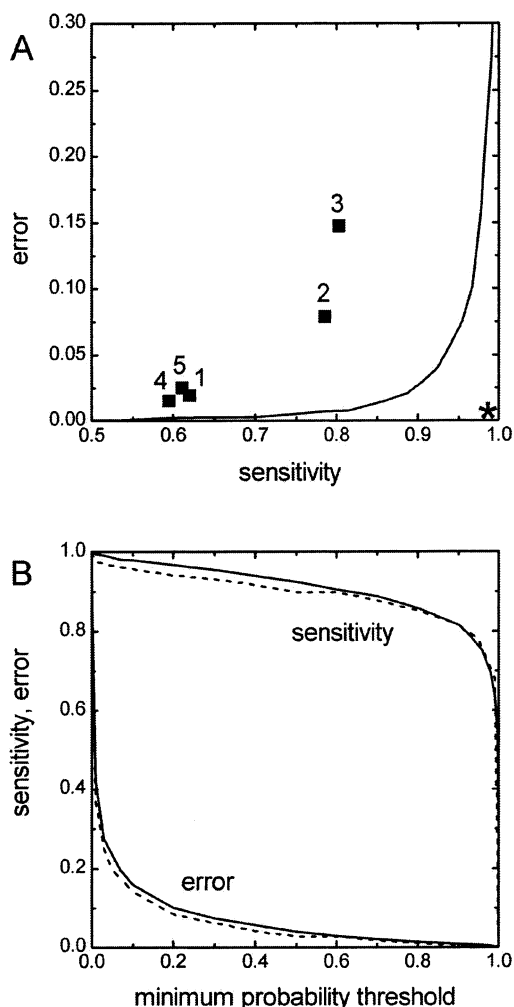 A
0.30
0.25
0.20
0.15
0.10
0.05
0.00
error
3
2
5
4 1
*
0.5 0.6 0.7 0.8 0.9 1.0
sensitivity
B
1.0
0.8
0.6
0.4
0.2
0.0
sensitivity, error
sensitivity
error
0.0 0.2 0.4 0.6 0.8 1.0
minimum probability threshold